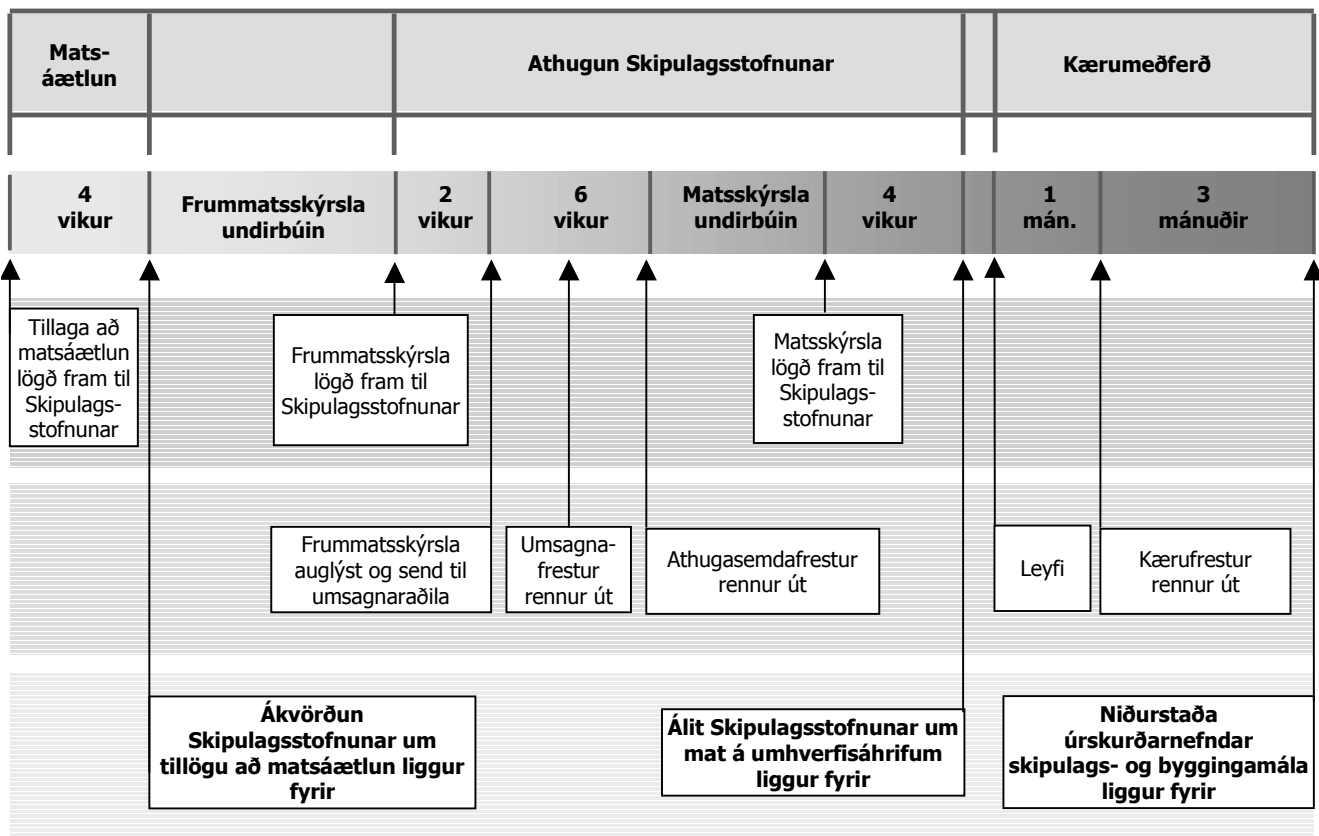 Mats-
áætlun
Athugun Skipulagsstofnunar
Kærumeðferð
4
vikur
Frummatsskýrsla
undirbúin
2
vikur
6
vikur
Matsskýrsla
undirbúin
4
vikur
1
mán.
3
mánuðir
Tillaga að
matsáætlun
lögð fram til
Skipulags-
stofnunar
Frummatsskýrsla
lögð fram til
Skipulagsstofnunar
Matsskýrsla
lögð fram til
Skipulags-
stofnunar
Frummatsskýrsla
auglýst og send til
umsagnaraðila
Umsagna-
frestur
rennur út
Athugasemdafrestur
rennur út
Leyfi
Kærufrestur
rennur út
Ákvörðun
Skipulagsstofnunar um
tillögu að matsáætlun liggur
fyrir
Álit Skipulagsstofnunar um
mat á umhverfisáhrifum
liggur fyrir
Niðurstaða
úrskurðarnefndar
skipulags- og byggingamála
liggur fyrir